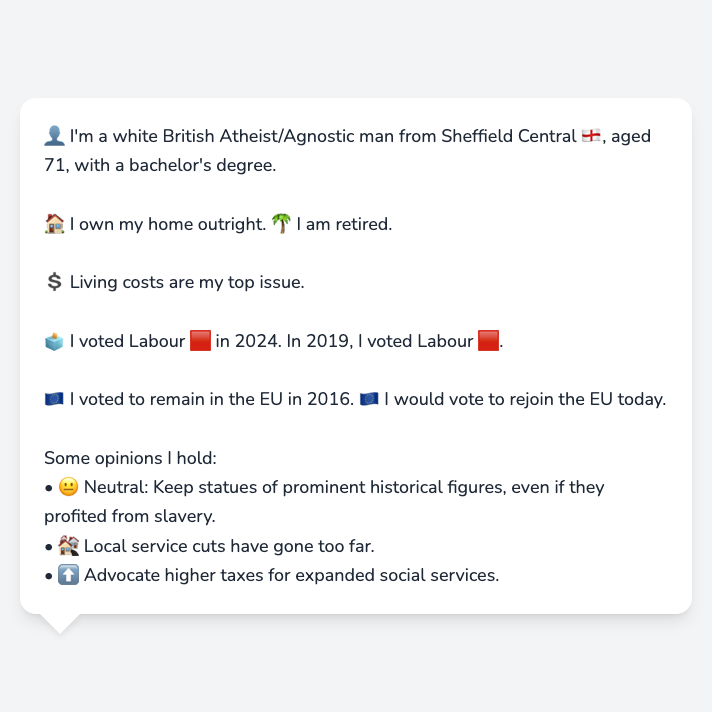 👤 I'm a white British Atheist/Agnostic man from Sheffield Central 🏴󠁧󠁢󠁥󠁮󠁧󠁿, aged
71, with a bachelor's degree.
🏠 I own my home outright. 🌴 I am retired.
💲 Living costs are my top issue.
🗳️ I voted Labour 🟥 in 2024. In 2019, I voted Labour 🟥.
🇪🇺 I voted to remain in the EU in 2016. 🇪🇺 I would vote to rejoin the EU today.
Some opinions I hold:
• 😐 Neutral: Keep statues of prominent historical figures, even if they
profited from slavery.
• 🏚️ Local service cuts have gone too far.
• ⬆️ Advocate higher taxes for expanded social services.